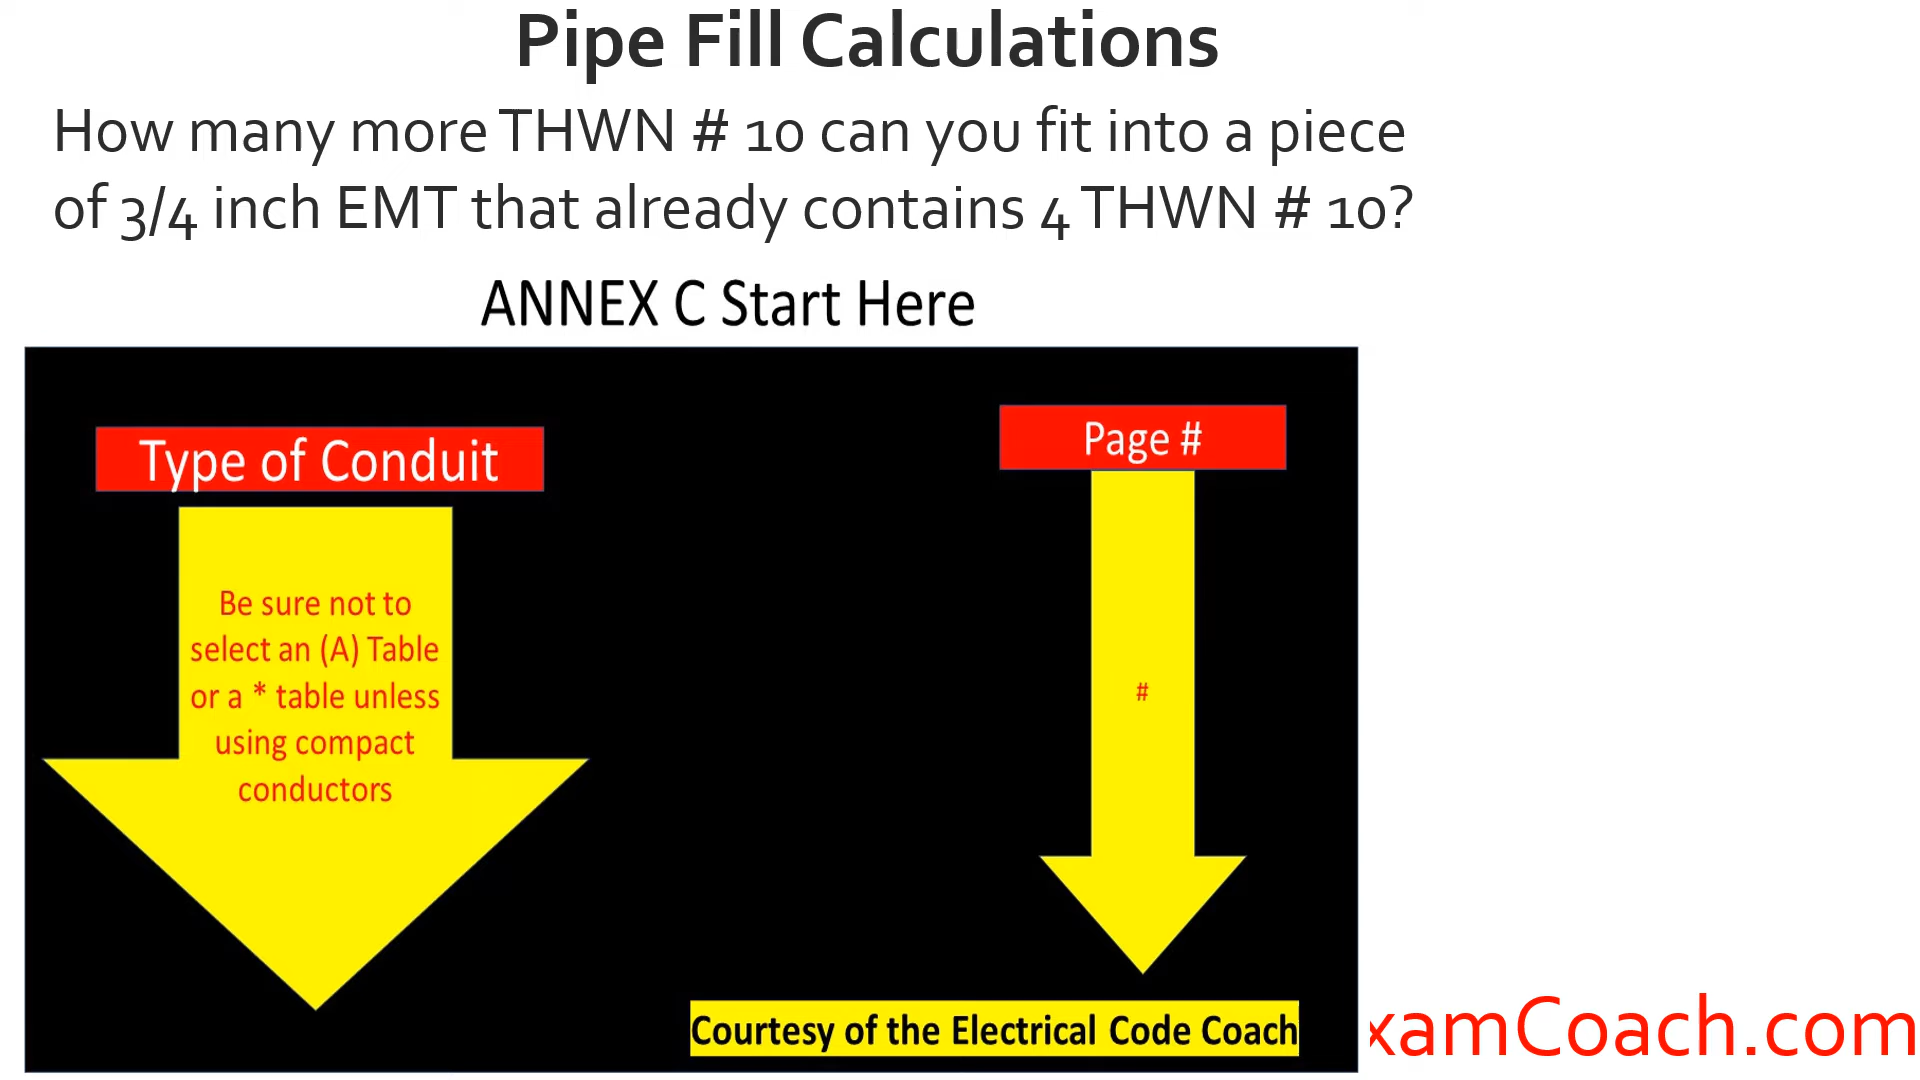 Pipe Fill Calculations
How many more THWN # 10 can you fit into a piece
of 3/4 inch EMT that already contains 4 THWN # 10?
ANNEX C Start Here
Type of Conduit
Page #
Be sure not to
select an (A) Table
or a * table unless
using compact
conductors
#
Courtesy of the Electrical Code Coach
xamCoach.com